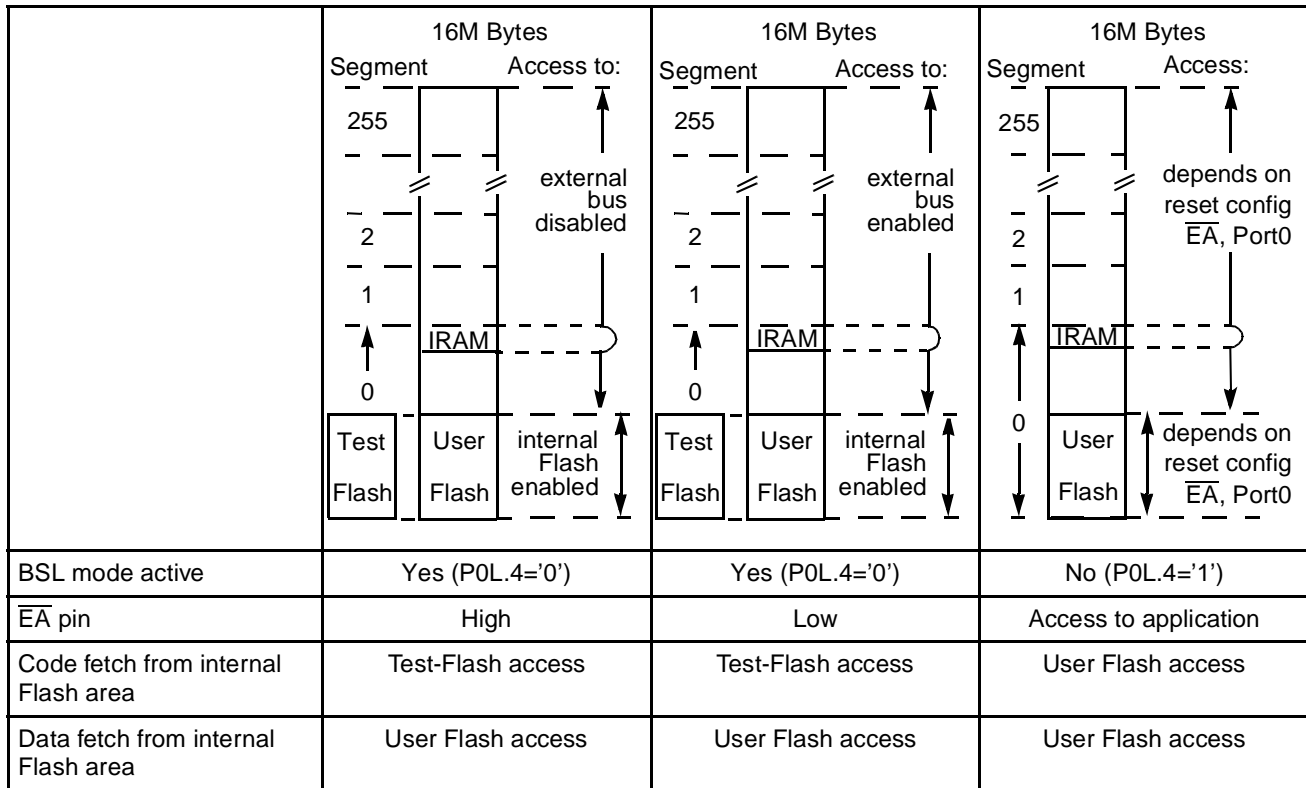 16M Bytes
Segment Access to:
255
external
bus
disabled
2
1
IRAM
0
Test User internal
Flash
Flash Flash enabled
16M Bytes
Segment Access to:
255
external
bus
enabled
2
1
IRAM
0
Test User internal
Flash
Flash Flash enabled
16M Bytes
Segment Access:
255
depends on
reset config
2 E̅A̅, Port0
1
IRAM
0
User depends on
reset config
Flash E̅A̅, Port0
BSL mode active Yes (P0L.4='0') Yes (P0L.4='0') No (P0L.4='1')
E̅A̅ pin High Low Access to application
Code fetch from internal Test-Flash access Test-Flash access User Flash access
Flash area
Data fetch from internal User Flash access User Flash access User Flash access
Flash area